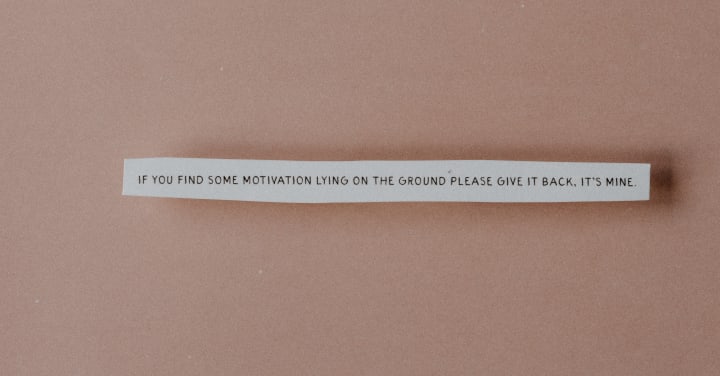 IF YOU FIND SOME MOTIVATION LYING ON THE GROUND PLEASE GIVE IT BACK, IT'S MINE.